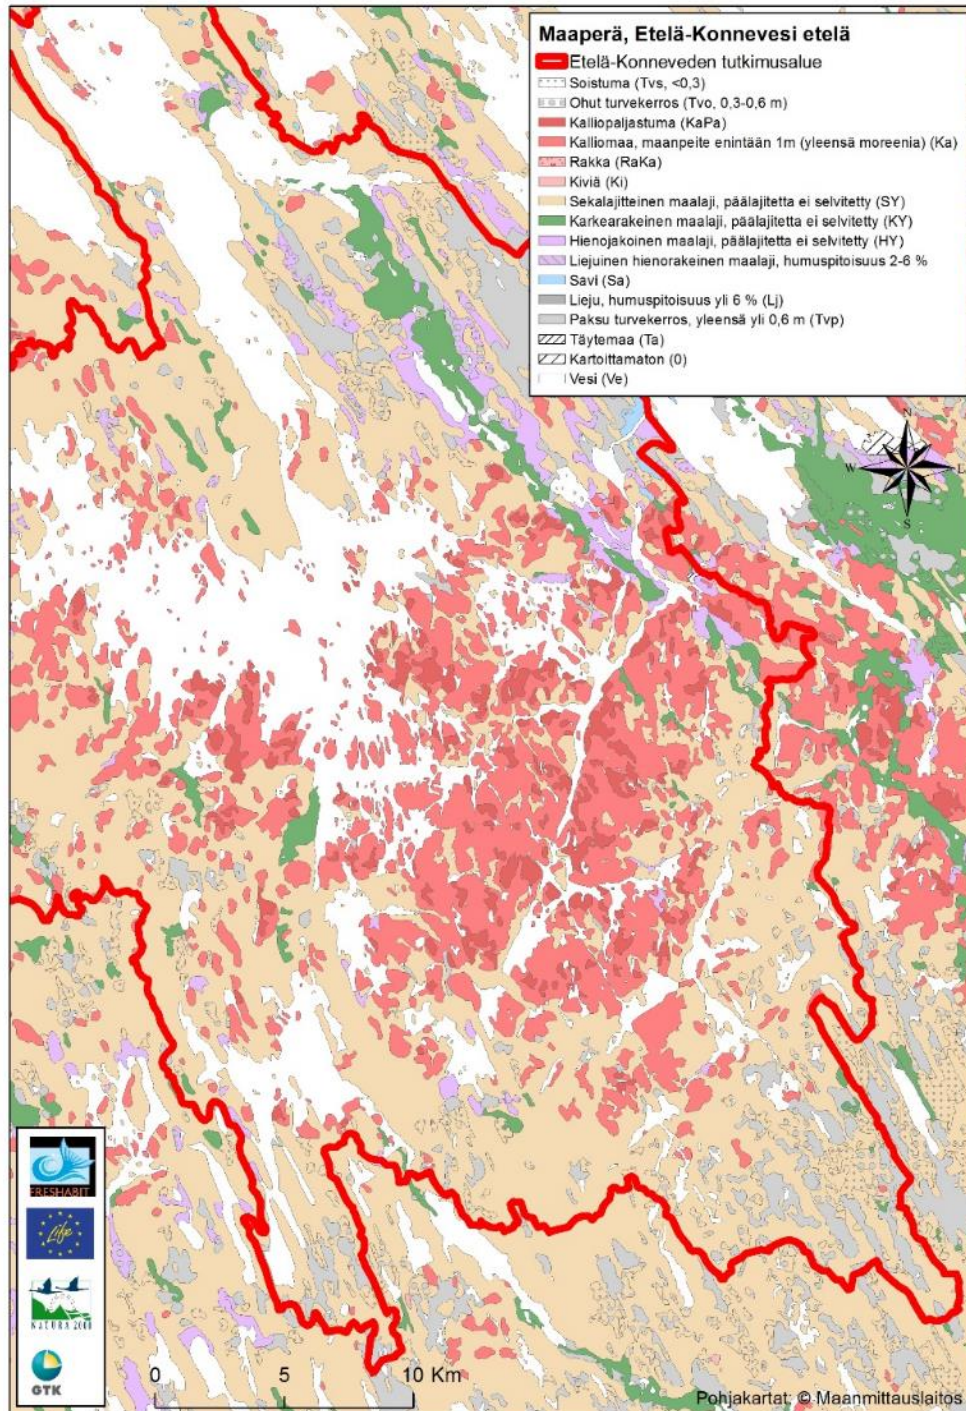 Maaperä, Etelä-Konnevesi etelä
Etelä-Konneveden tutkimusalue
Soistuma (Tvs, <0,3)
Ohut turvekerros (Tvo, 0,3-0,6 m)
Kalliopaljastuma (KaPa)
Kalliomaa, maanpeite enintään 1m (yleensä moreenia) (Ka)
Rakka (RaKa)
Kiviä (Ki)
Sekalajitteinen maalaji, päälajitetta ei selvitetty (SY)
Karkearakeinen maalaji, päälajitetta ei selvitetty (KY)
Hienojakoinen maalaji, päälajitetta ei selvitetty (HY)
Liejuinen hienorakeinen maalaji, humuspitoisuus 2-6 %
Savi (Sa)
Lieju, humuspitoisuus yli 6 % (Lj)
Paksu turvekerros, yleensä yli 0,6 m (Tvp)
Täytemaa (Ta)
Kartoittamaton (0)
Vesi (Ve)
N
W E
S
FRESHABIT
Life
NATURA 2000
GTK
0 5 10 Km
Pohjakartat: © Maanmittauslaitos